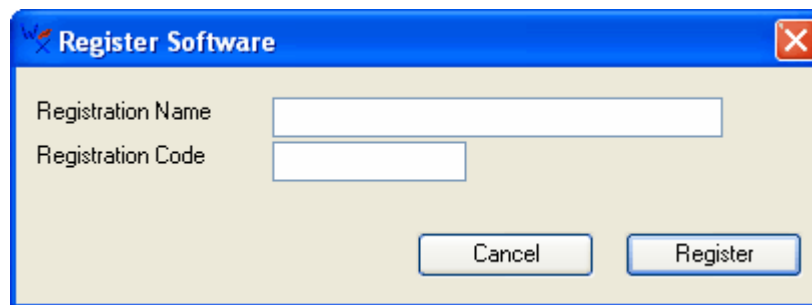 Register Software
Registration Name
Registration Code
Cancel Register